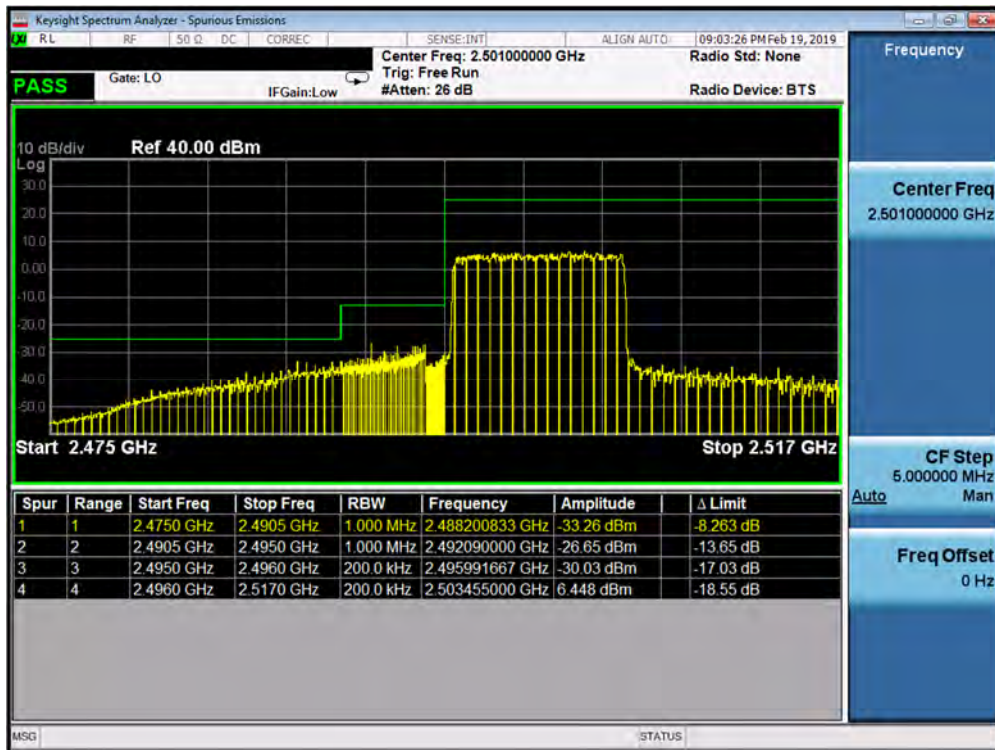 Keysight Spectrum Analyzer - Spurious Emissions
LXI RL RF 50 Ω DC CORREC SENSE:INT ALIGN AUTO 09:03:26 PM Feb 19, 2019
Center Freq: 2.501000000 GHz Radio Std: None
PASS Gate: LO Trig: Free Run
IFGain:Low #Atten: 26 dB Radio Device: BTS
10 dB/div Ref 40.00 dBm
Log
30.0
20.0
10.0
0.00
-10.0
-20.0
-30.0
-40.0
-50.0
Start 2.475 GHz Stop 2.517 GHz
Spur Range Start Freq Stop Freq RBW Frequency Amplitude Δ Limit
1 1 2.4750 GHz 2.4905 GHz 1.000 MHz 2.488200833 GHz -33.26 dBm -8.263 dB
2 2 2.4905 GHz 2.4950 GHz 1.000 MHz 2.492090000 GHz -26.65 dBm -13.65 dB
3 3 2.4950 GHz 2.4960 GHz 200.0 kHz 2.495991667 GHz -30.03 dBm -17.03 dB
4 4 2.4960 GHz 2.5170 GHz 200.0 kHz 2.503455000 GHz 6.448 dBm -18.55 dB
MSG STATUS
Frequency
Center Freq
2.501000000 GHz
CF Step
5.000000 MHz
Auto Man
Freq Offset
0 Hz